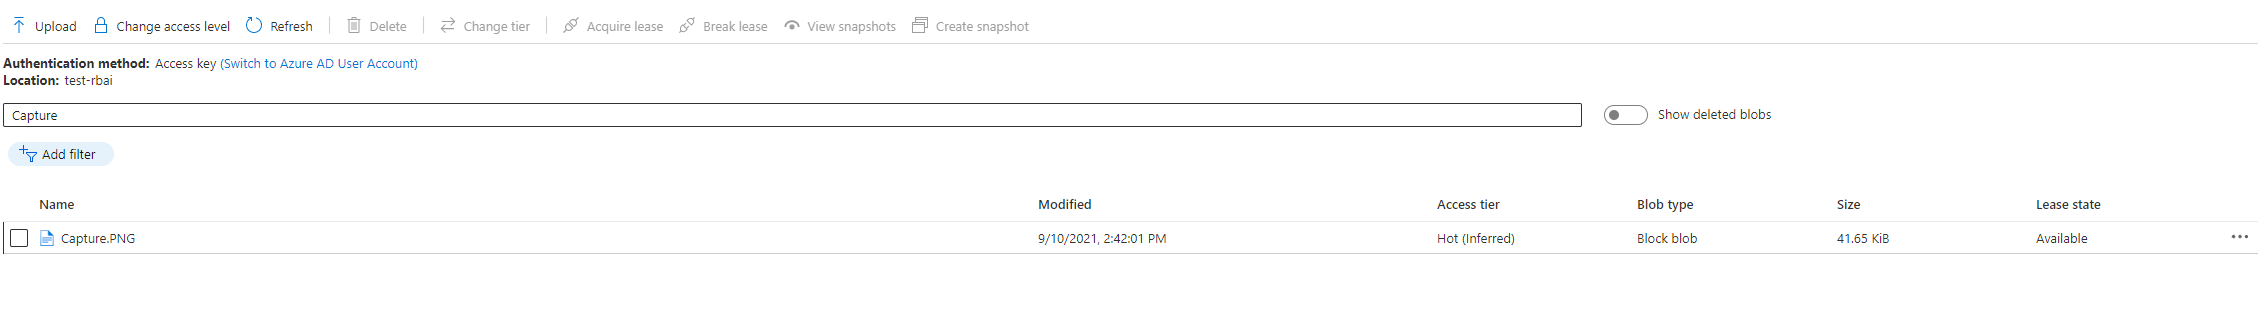 Upload Change access level Refresh Delete Change tier Acquire lease Break lease View snapshots Create snapshot
Authentication method: Access key (Switch to Azure AD User Account)
Location: test-rbai
Capture Show deleted blobs
Add filter
Name Modified Access tier Blob type Size Lease state
Capture.PNG 9/10/2021, 2:42:01 PM Hot (Inferred) Block blob 41.65 KiB Available